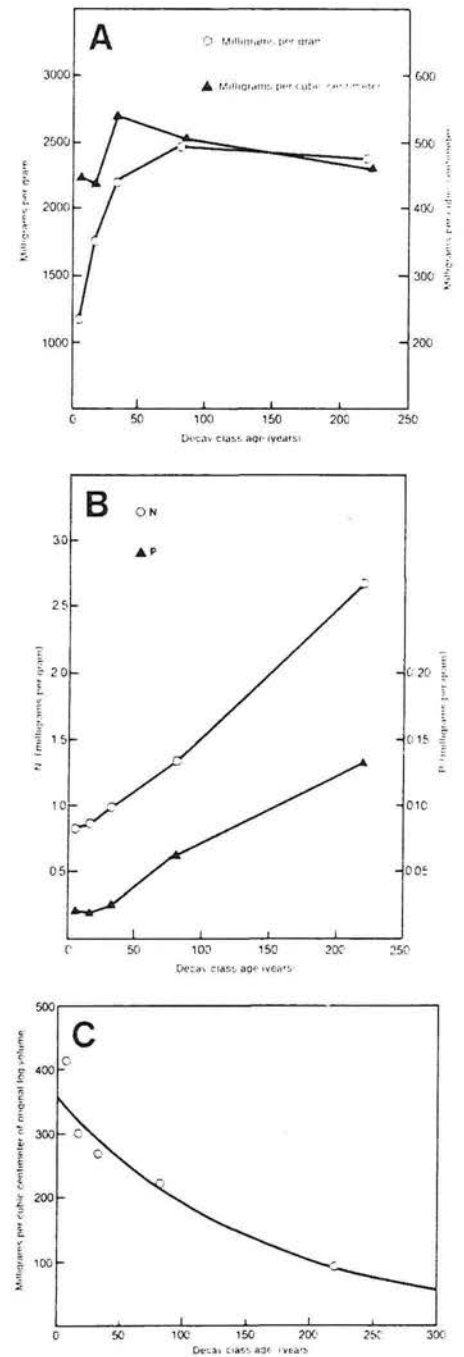 A
Milligrams per gram
Milligrams per cubic centimeter
3000
2500
2000
1500
1000
Milligrams per gram
600
500
400
300
200
Milligrams per cubic centimeter
0
50
100
150
200
250
Decay class age (years)
B
N
P
3.0
2.5
2.0
1.5
1.0
0.5
N (milligrams per gram)
0.20
0.15
0.10
0.05
P (milligrams per gram)
0
50
100
150
200
250
Decay class age (years)
C
500
400
300
200
100
Milligrams per cubic centimeter of original log volume
0
50
100
150
200
250
300
Decay class age (years)